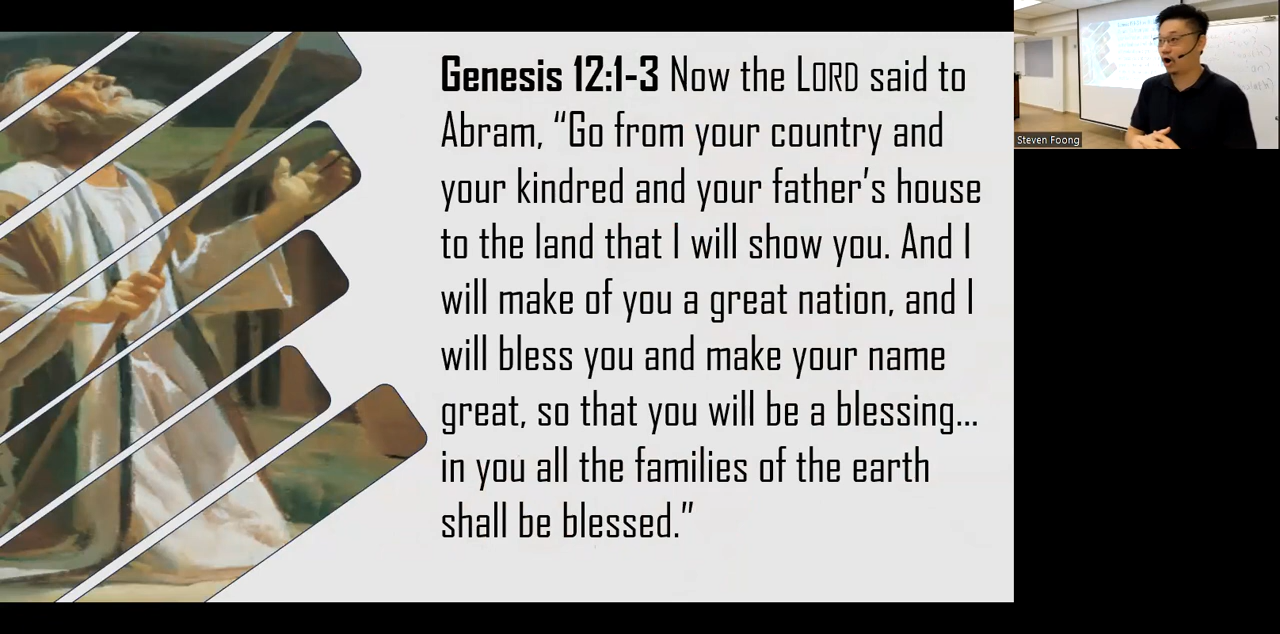 Genesis 12:1-3 Now the LORD said to
Abram, “Go from your country and
your kindred and your father’s house
to the land that I will show you. And I
will make of you a great nation, and I
will bless you and make your name
great, so that you will be a blessing...
in you all the families of the earth
shall be blessed.”
Steven Foong